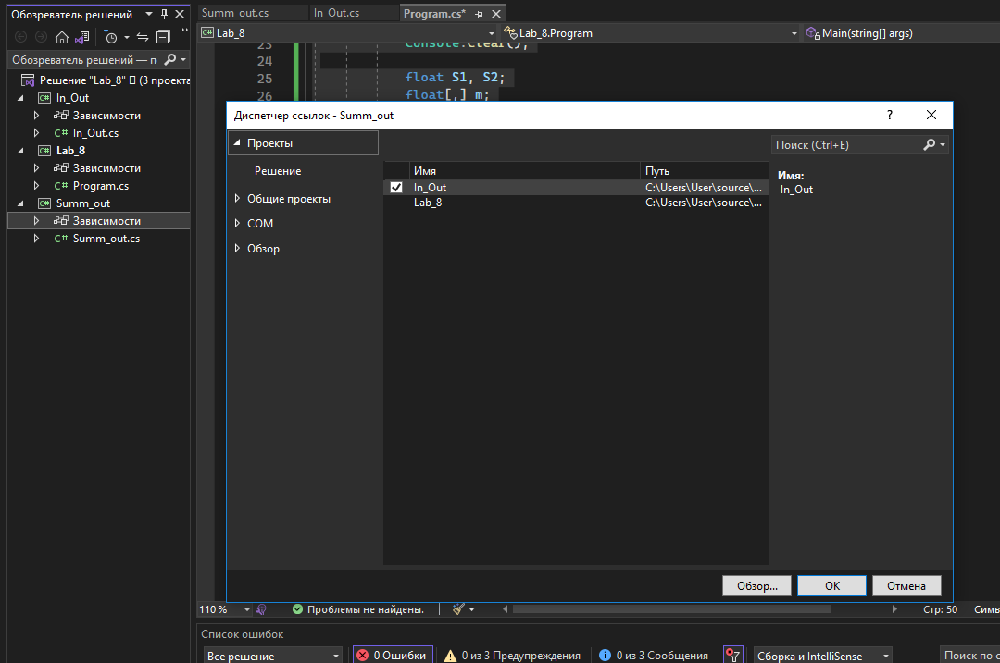 Обозреватель решений
Обозреватель решений — п
Решение "Lab_8" (3 проекта
In_Out
Зависимости
C# In_Out.cs
Lab_8
Зависимости
C# Program.cs
Summ_out
Зависимости
C# Summ_out.cs
Summ_out.cs In_Out.cs Program.cs*
C# Lab_8 Lab_8.Program Main(string[] args)
23 Console.Clear();
24
25 float S1, S2;
26 float[,] m;
Диспетчер ссылок - Summ_out ?
Проекты
Решение
Общие проекты
COM
Обзор
Имя Путь
In_Out C:\Users\User\source\...
Lab_8 C:\Users\User\source\...
Поиск (Ctrl+E)
Имя:
In_Out
Обзор... OK Отмена
110 % Проблемы не найдены. Стр: 50 Симв
Список ошибок
Все решение 0 Ошибки 0 из 3 Предупреждения 0 из 3 Сообщения Сборка и IntelliSense Поиск по с